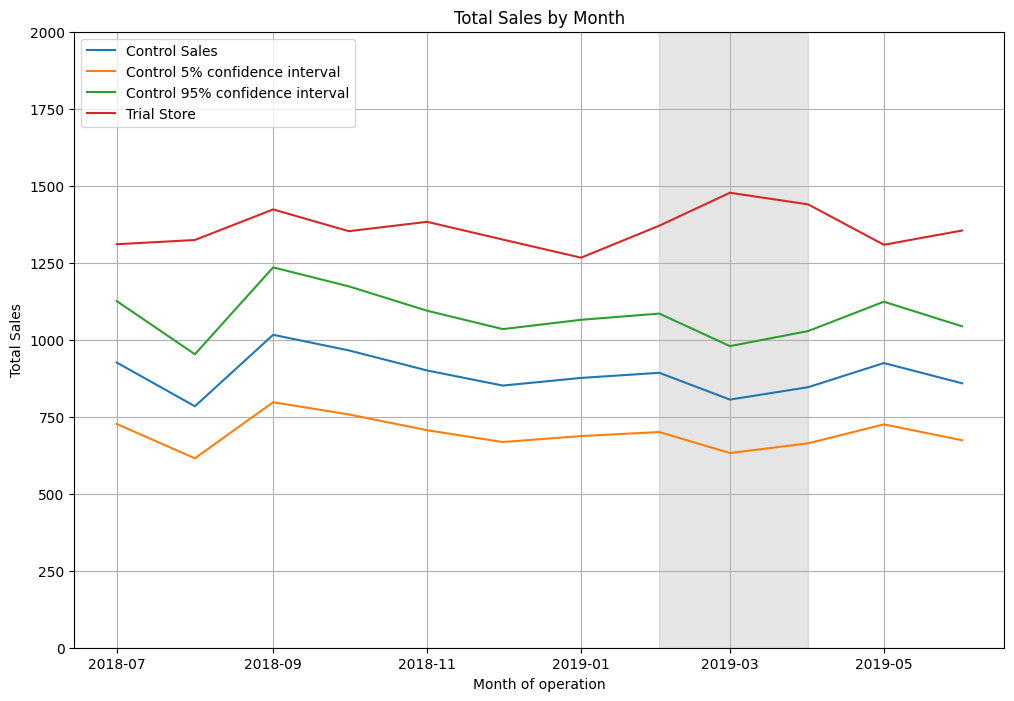 Total Sales by Month
Control Sales
Control 5% confidence interval
Control 95% confidence interval
Trial Store
2000
1750
1500
1250
1000
750
500
250
0
Total Sales
2018-07 2018-09 2018-11 2019-01 2019-03 2019-05
Month of operation